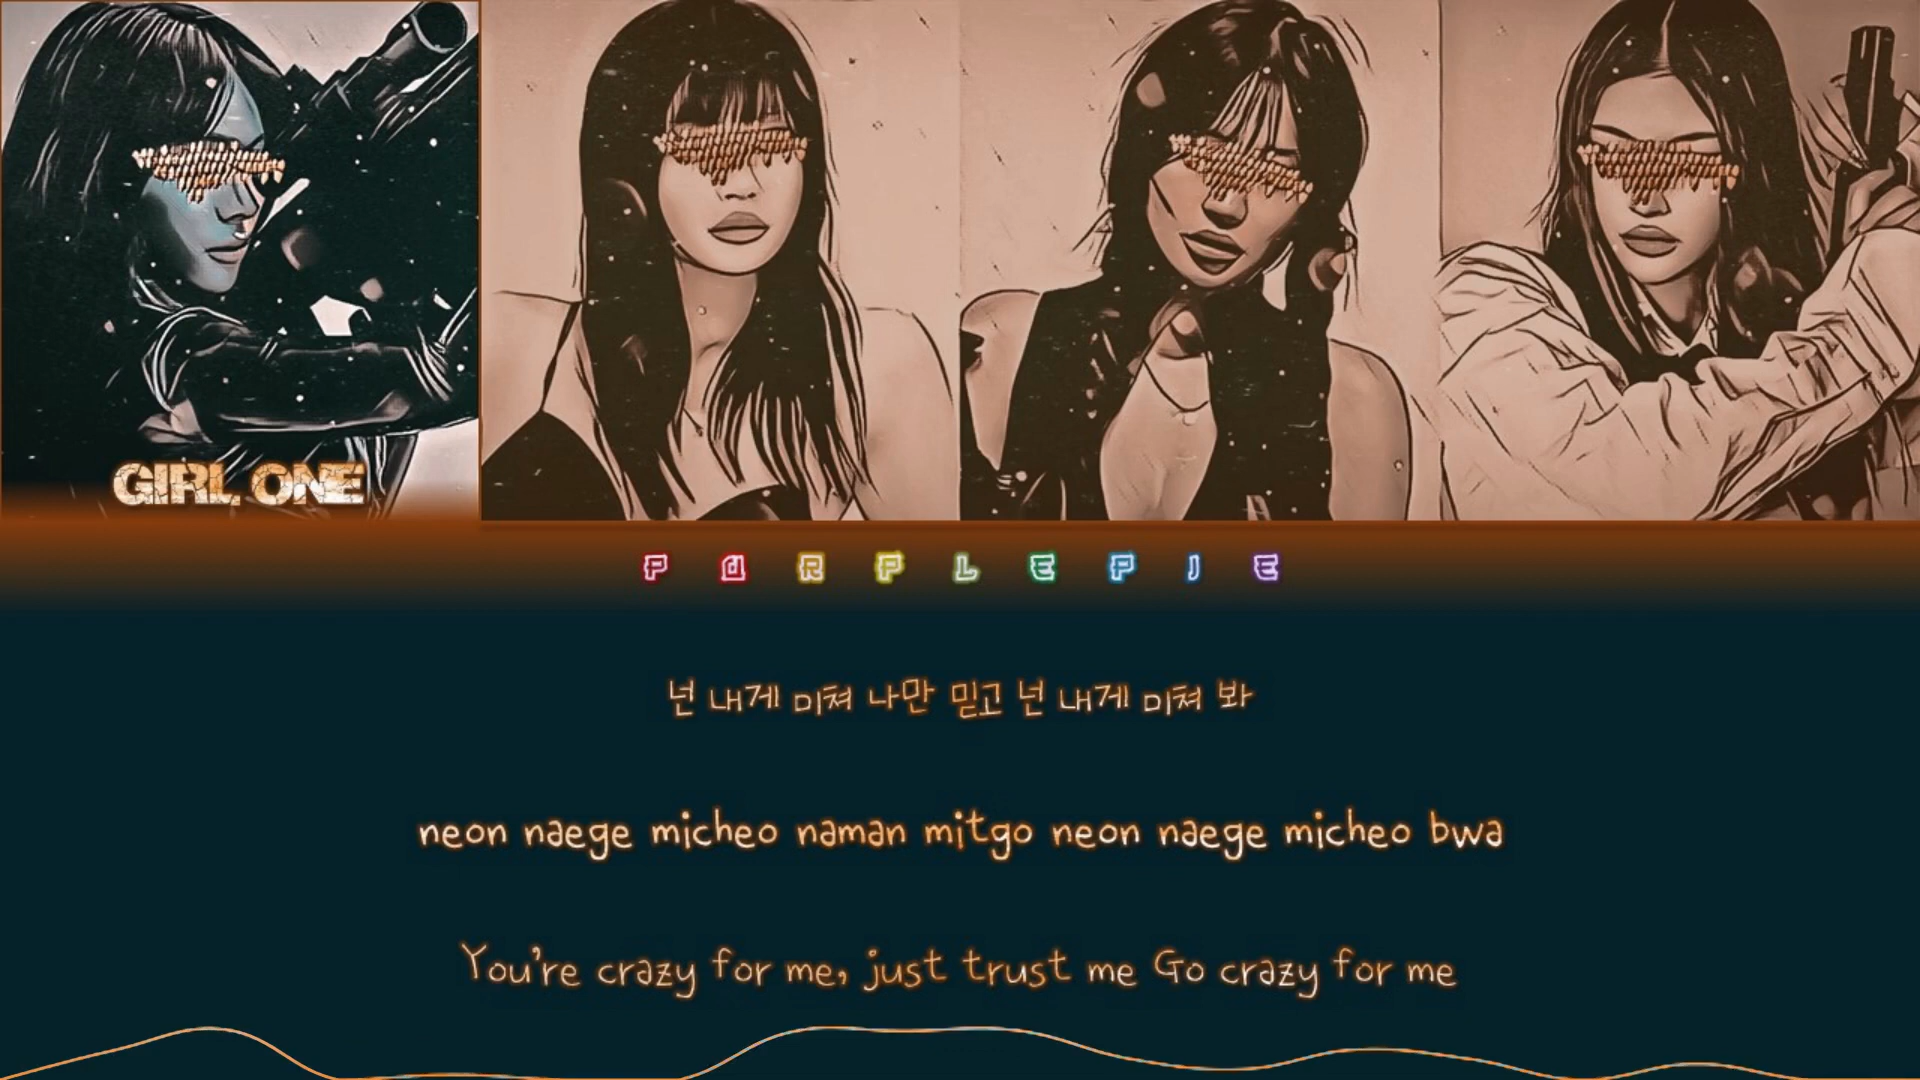 GIRL ONE
PURPLEPIE
넌 내게 미쳐 나만 믿고 넌 내게 미쳐 봐
neon naege micheo naman mitgo neon naege micheo bwa
You're crazy for me, just trust me Go crazy for me